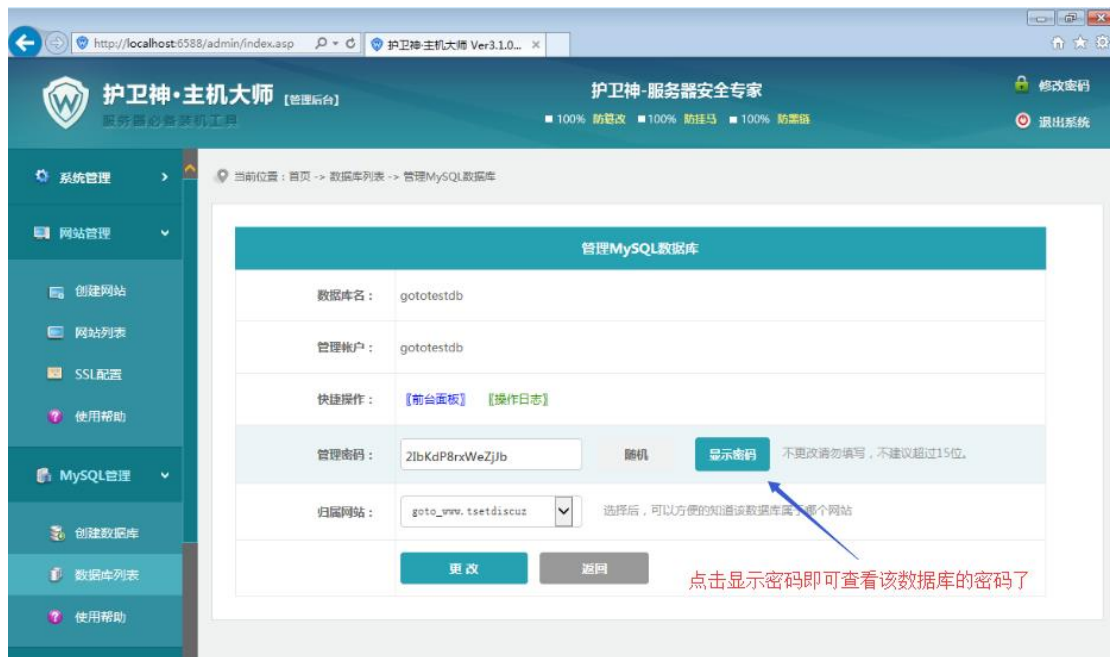 http://localhost:6588/admin/index.asp
护卫神·主机大师 Ver3.1.0...
护卫神·主机大师 [管理后台]
服务器必备装机工具
护卫神-服务器安全专家
100% 防篡改 100% 防挂马 100% 防黑链
修改密码
退出系统
系统管理
网站管理
创建网站
网站列表
SSL配置
使用帮助
MySQL管理
创建数据库
数据库列表
使用帮助
当前位置：首页 -> 数据库列表 -> 管理MySQL数据库
管理MySQL数据库
数据库名： gototestdb
管理帐户： gototestdb
快捷操作： 〖前台面板〗 〖操作日志〗
管理密码： 2IbKdP8rxWeZjJb 随机 显示密码 不更改请勿填写，不建议超过15位。
归属网站： goto_www.tsetdiscuz 选择后，可以方便的知道该数据库属于哪个网站
更改 返回
点击显示密码即可查看该数据库的密码了